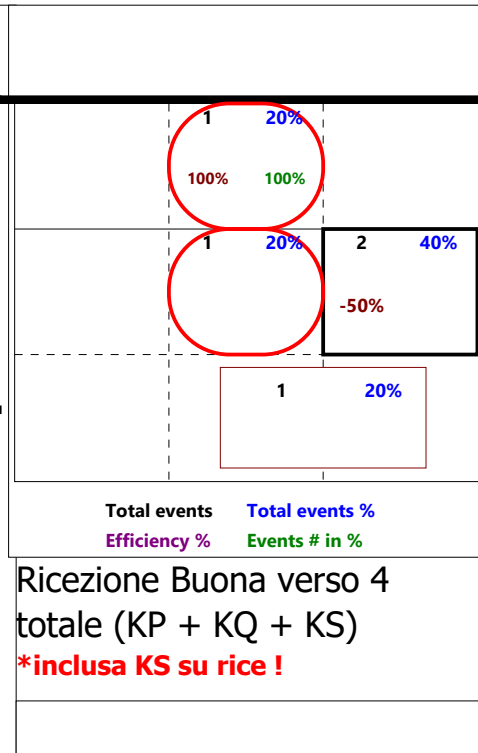 1 20%
100% 100%
1 20% 2 40%
-50%
1 20%
Total events Total events %
Efficiency % Events # in %
Ricezione Buona verso 4
totale (KP + KQ + KS)
*inclusa KS su rice !